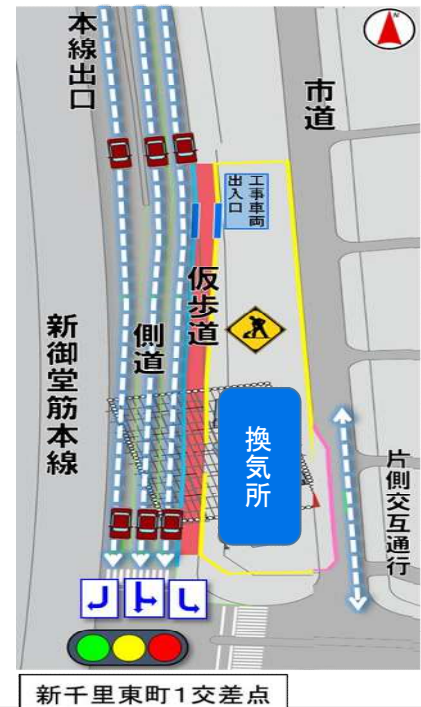 本線出口
市道
N
工事車両
出入口
仮歩道
側道
新御堂筋本線
換気所
片側交互通行
新千里東町1交差点